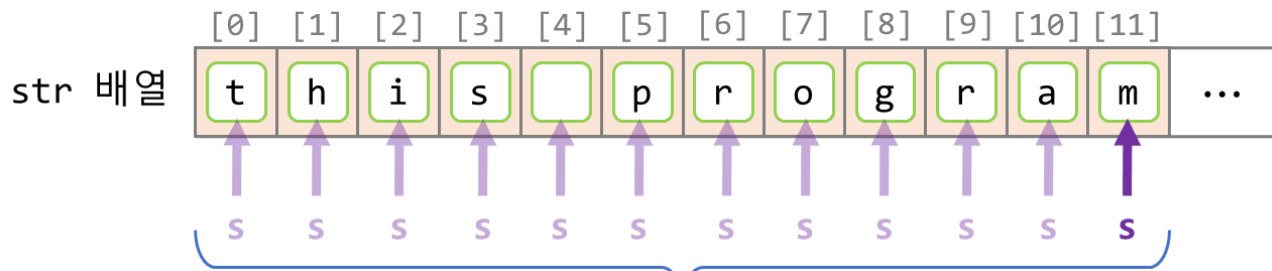 [0] [1] [2] [3] [4] [5] [6] [7] [8] [9] [10] [11]
str 배열 t h i s p r o g r a m ···
s s s s s s s s s s s s